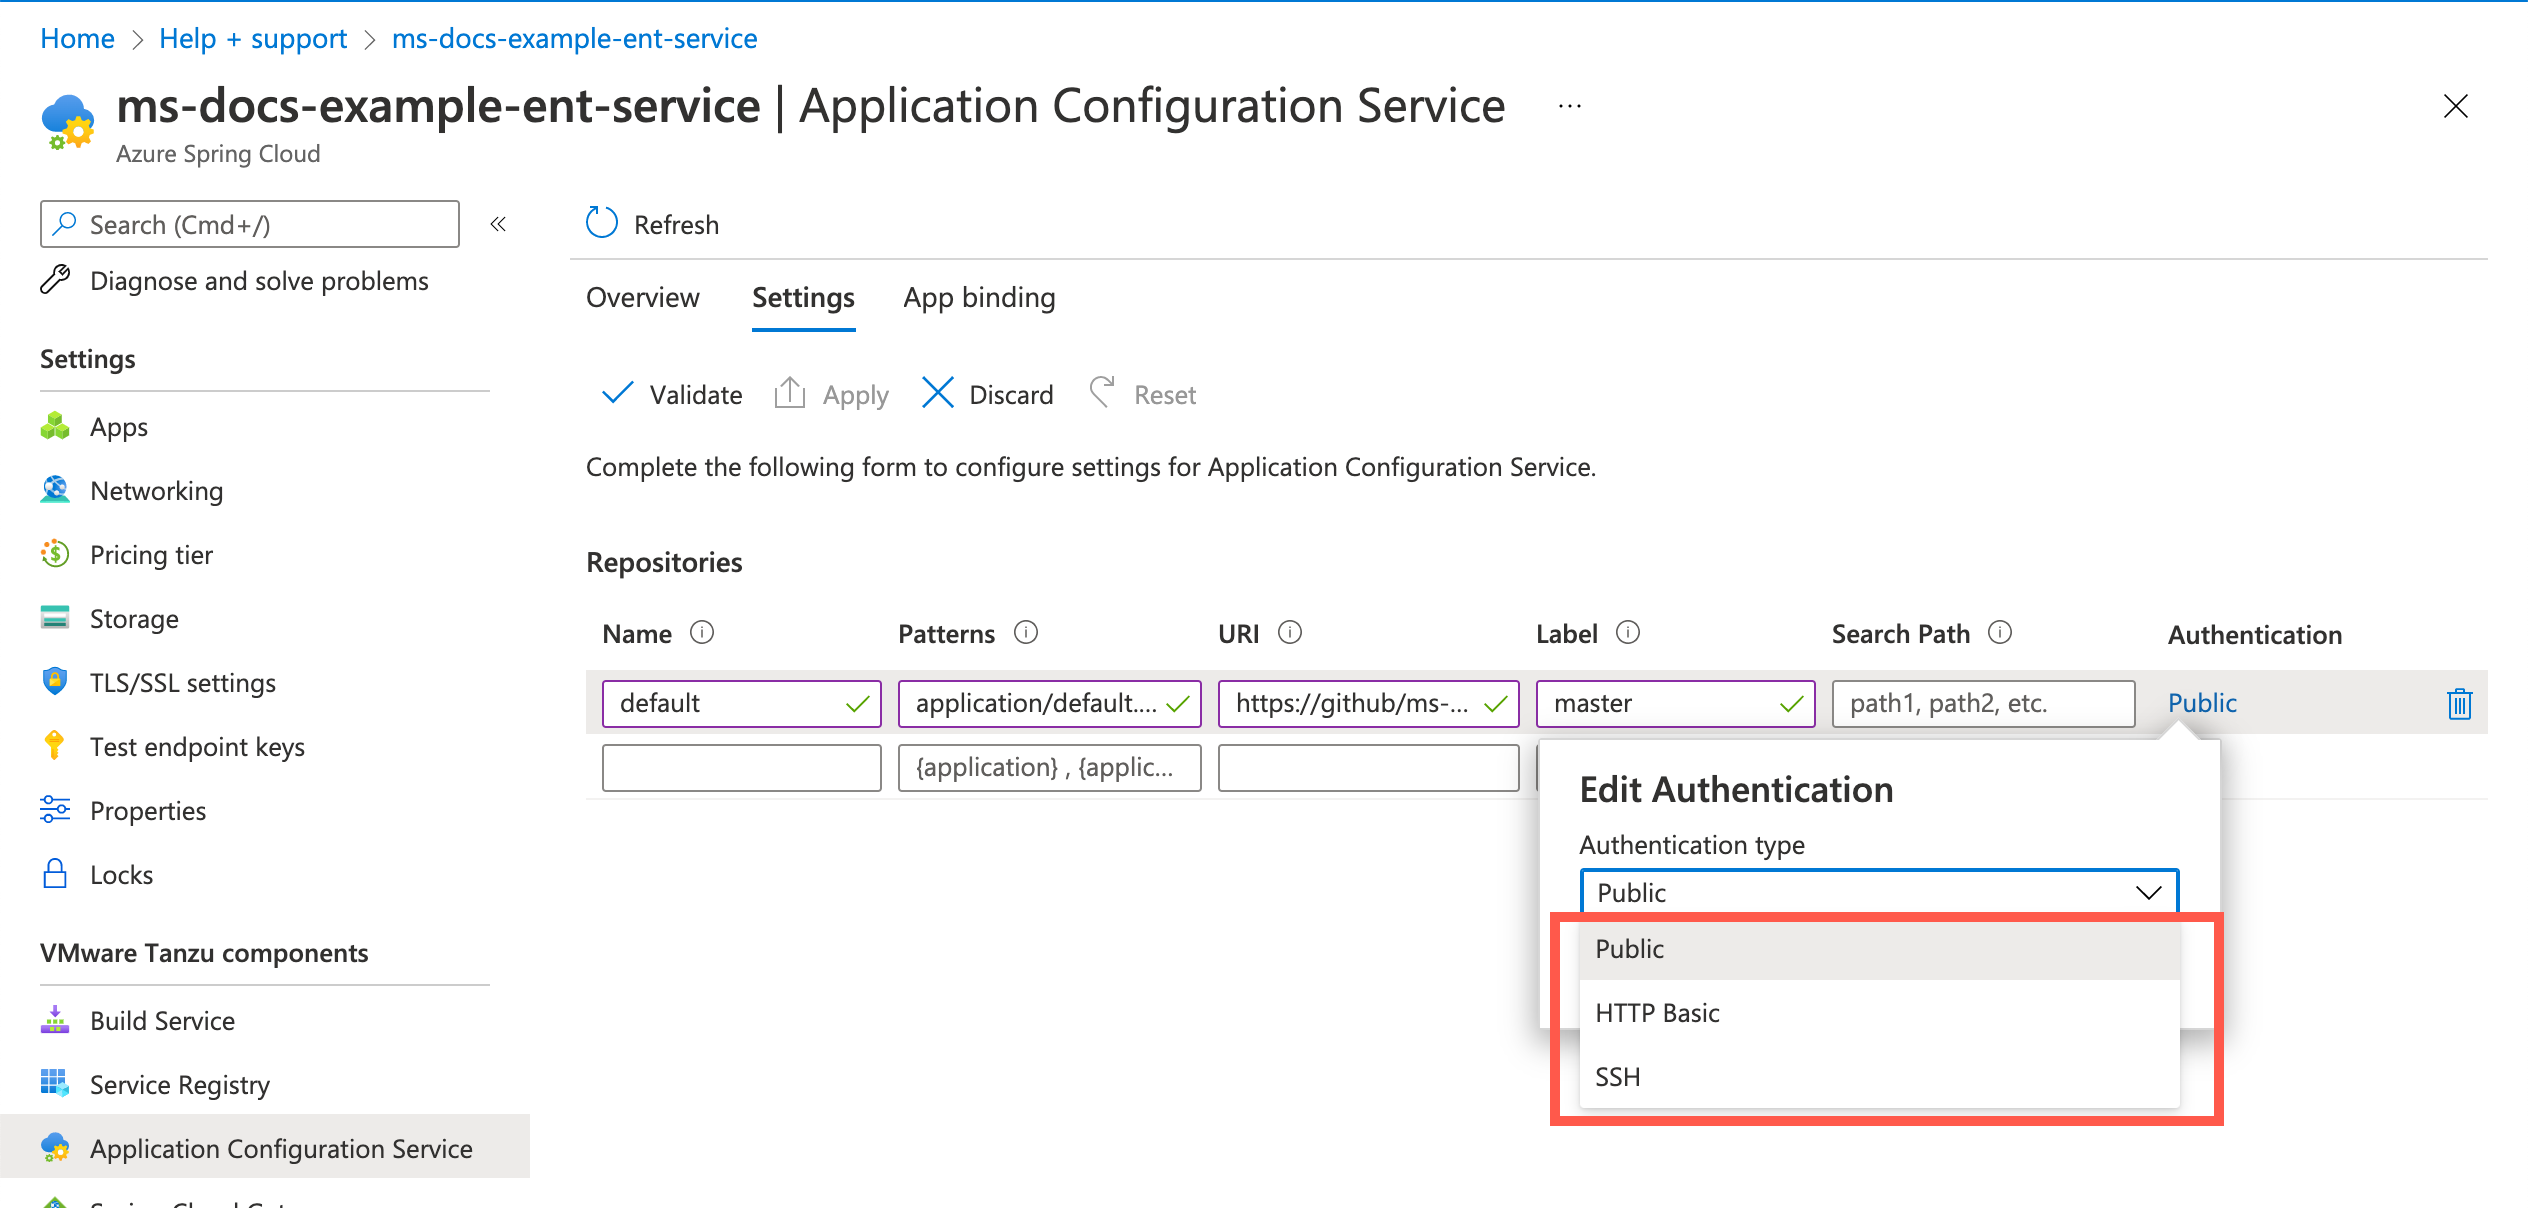 Home > Help + support > ms-docs-example-ent-service
ms-docs-example-ent-service | Application Configuration Service ...
Azure Spring Cloud
Search (Cmd+/)
«
Refresh
Diagnose and solve problems
Overview Settings App binding
Settings
Validate Apply Discard Reset
Apps
Complete the following form to configure settings for Application Configuration Service.
Networking
Pricing tier
Repositories
Storage
Name Patterns URI Label Search Path Authentication
TLS/SSL settings
default application/default.... https://github/ms-... master path1, path2, etc. Public
Test endpoint keys
{application} , {applic...
Edit Authentication
Properties
Authentication type
Locks
Public
VMware Tanzu components
Public
HTTP Basic
Build Service
SSH
Service Registry
Application Configuration Service